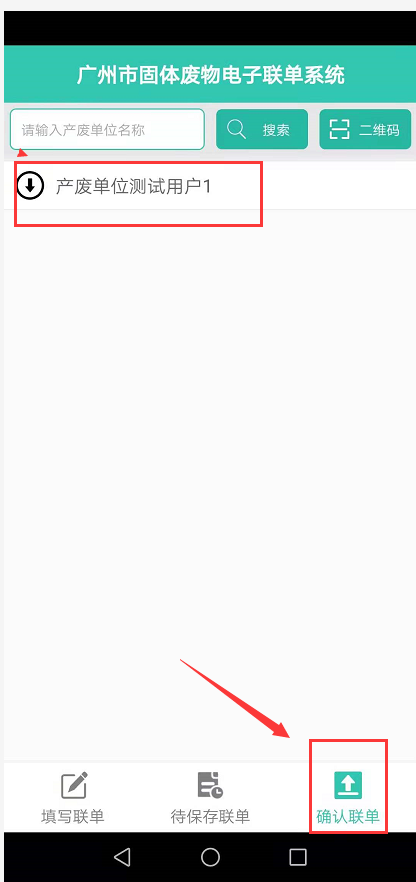 广州市固体废物电子联单系统
请输入产废单位名称 搜索 二维码
产废单位测试用户1
填写联单 待保存联单 确认联单